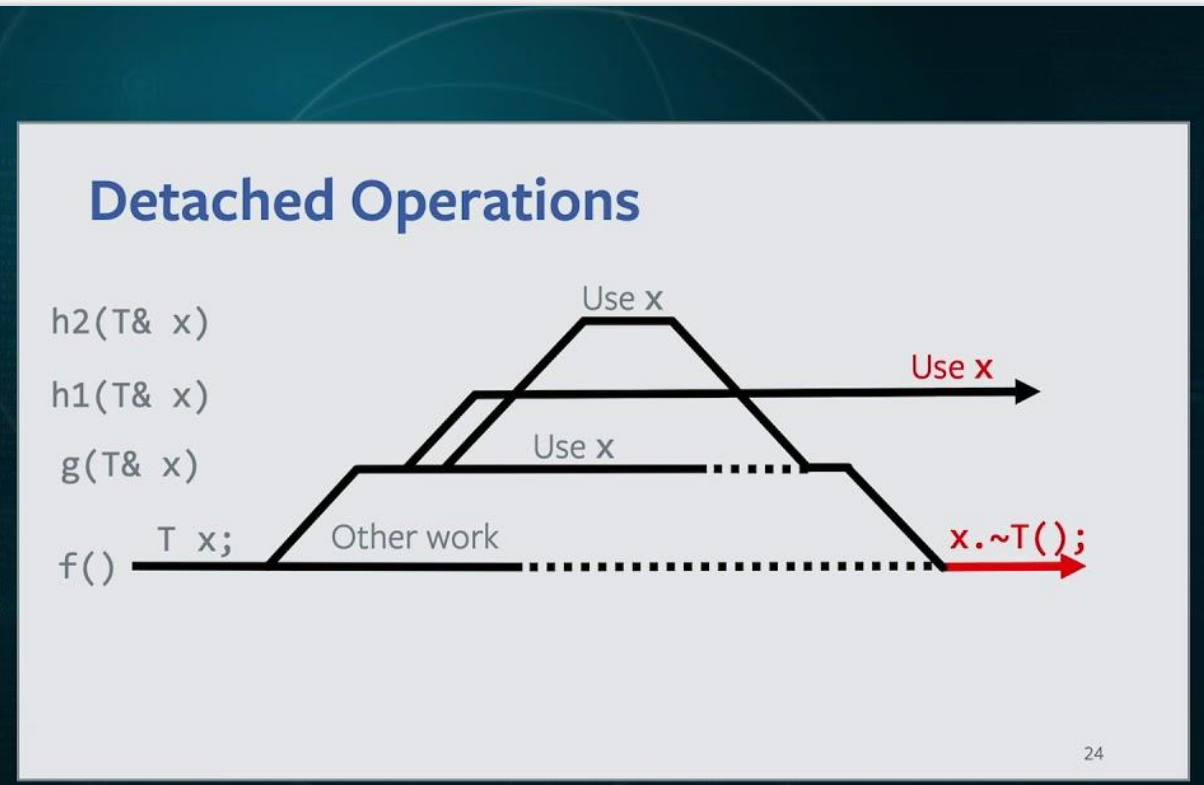 Detached Operations
Use x
h2(T& x)
Use x
h1(T& x)
Use x
g(T& x)
T x;
Other work
x.~T();
f()
24